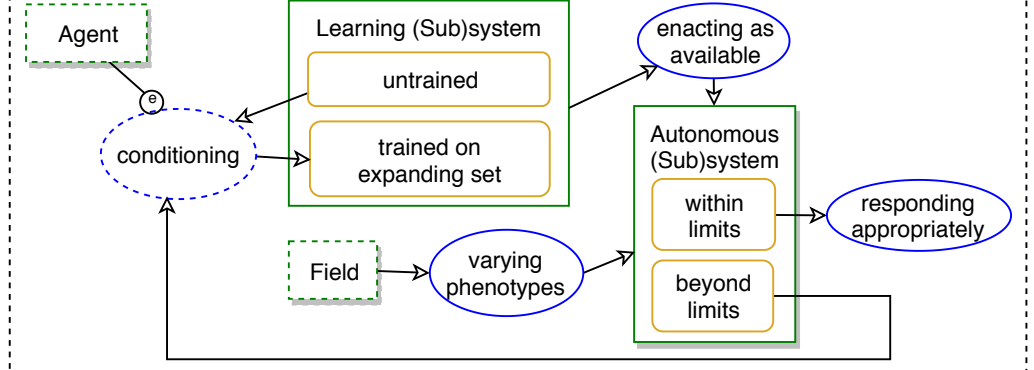 Agent
e
conditioning
Learning (Sub)system
untrained
trained on
expanding set
enacting as
available
Autonomous
(Sub)system
within
limits
beyond
limits
responding
appropriately
Field
varying
phenotypes